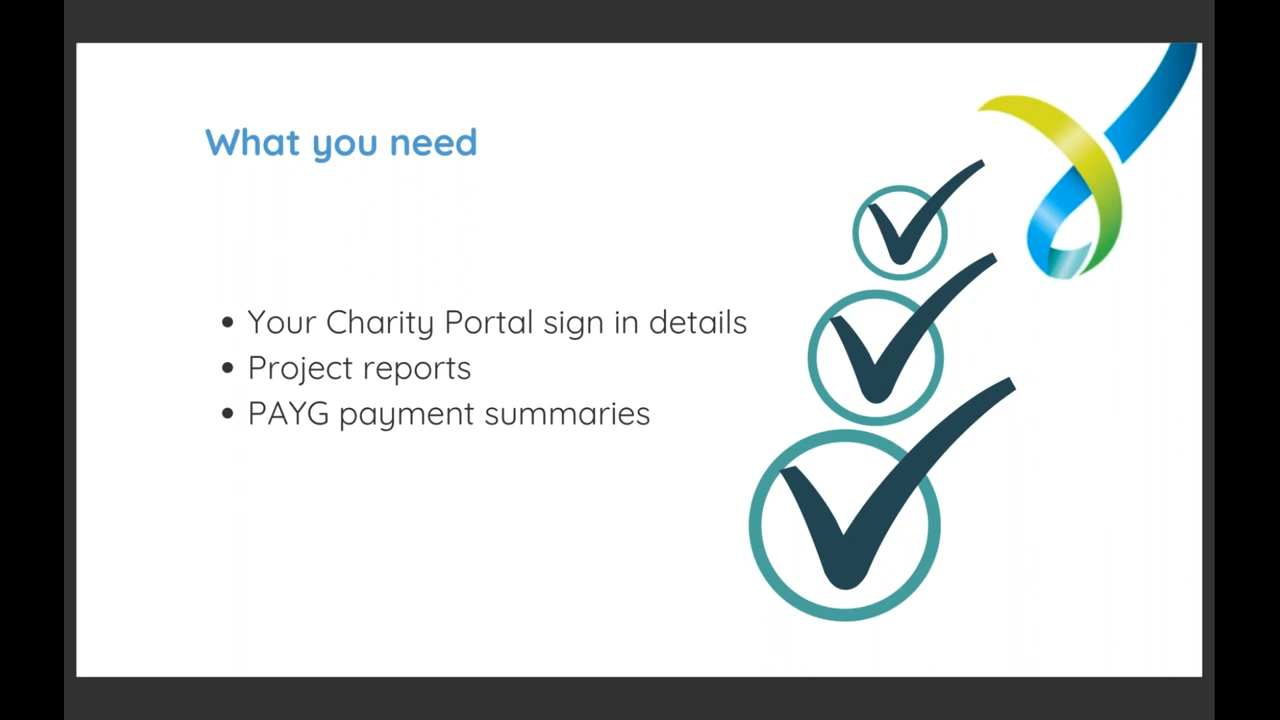 What you need
• Your Charity Portal sign in details
• Project reports
• PAYG payment summaries